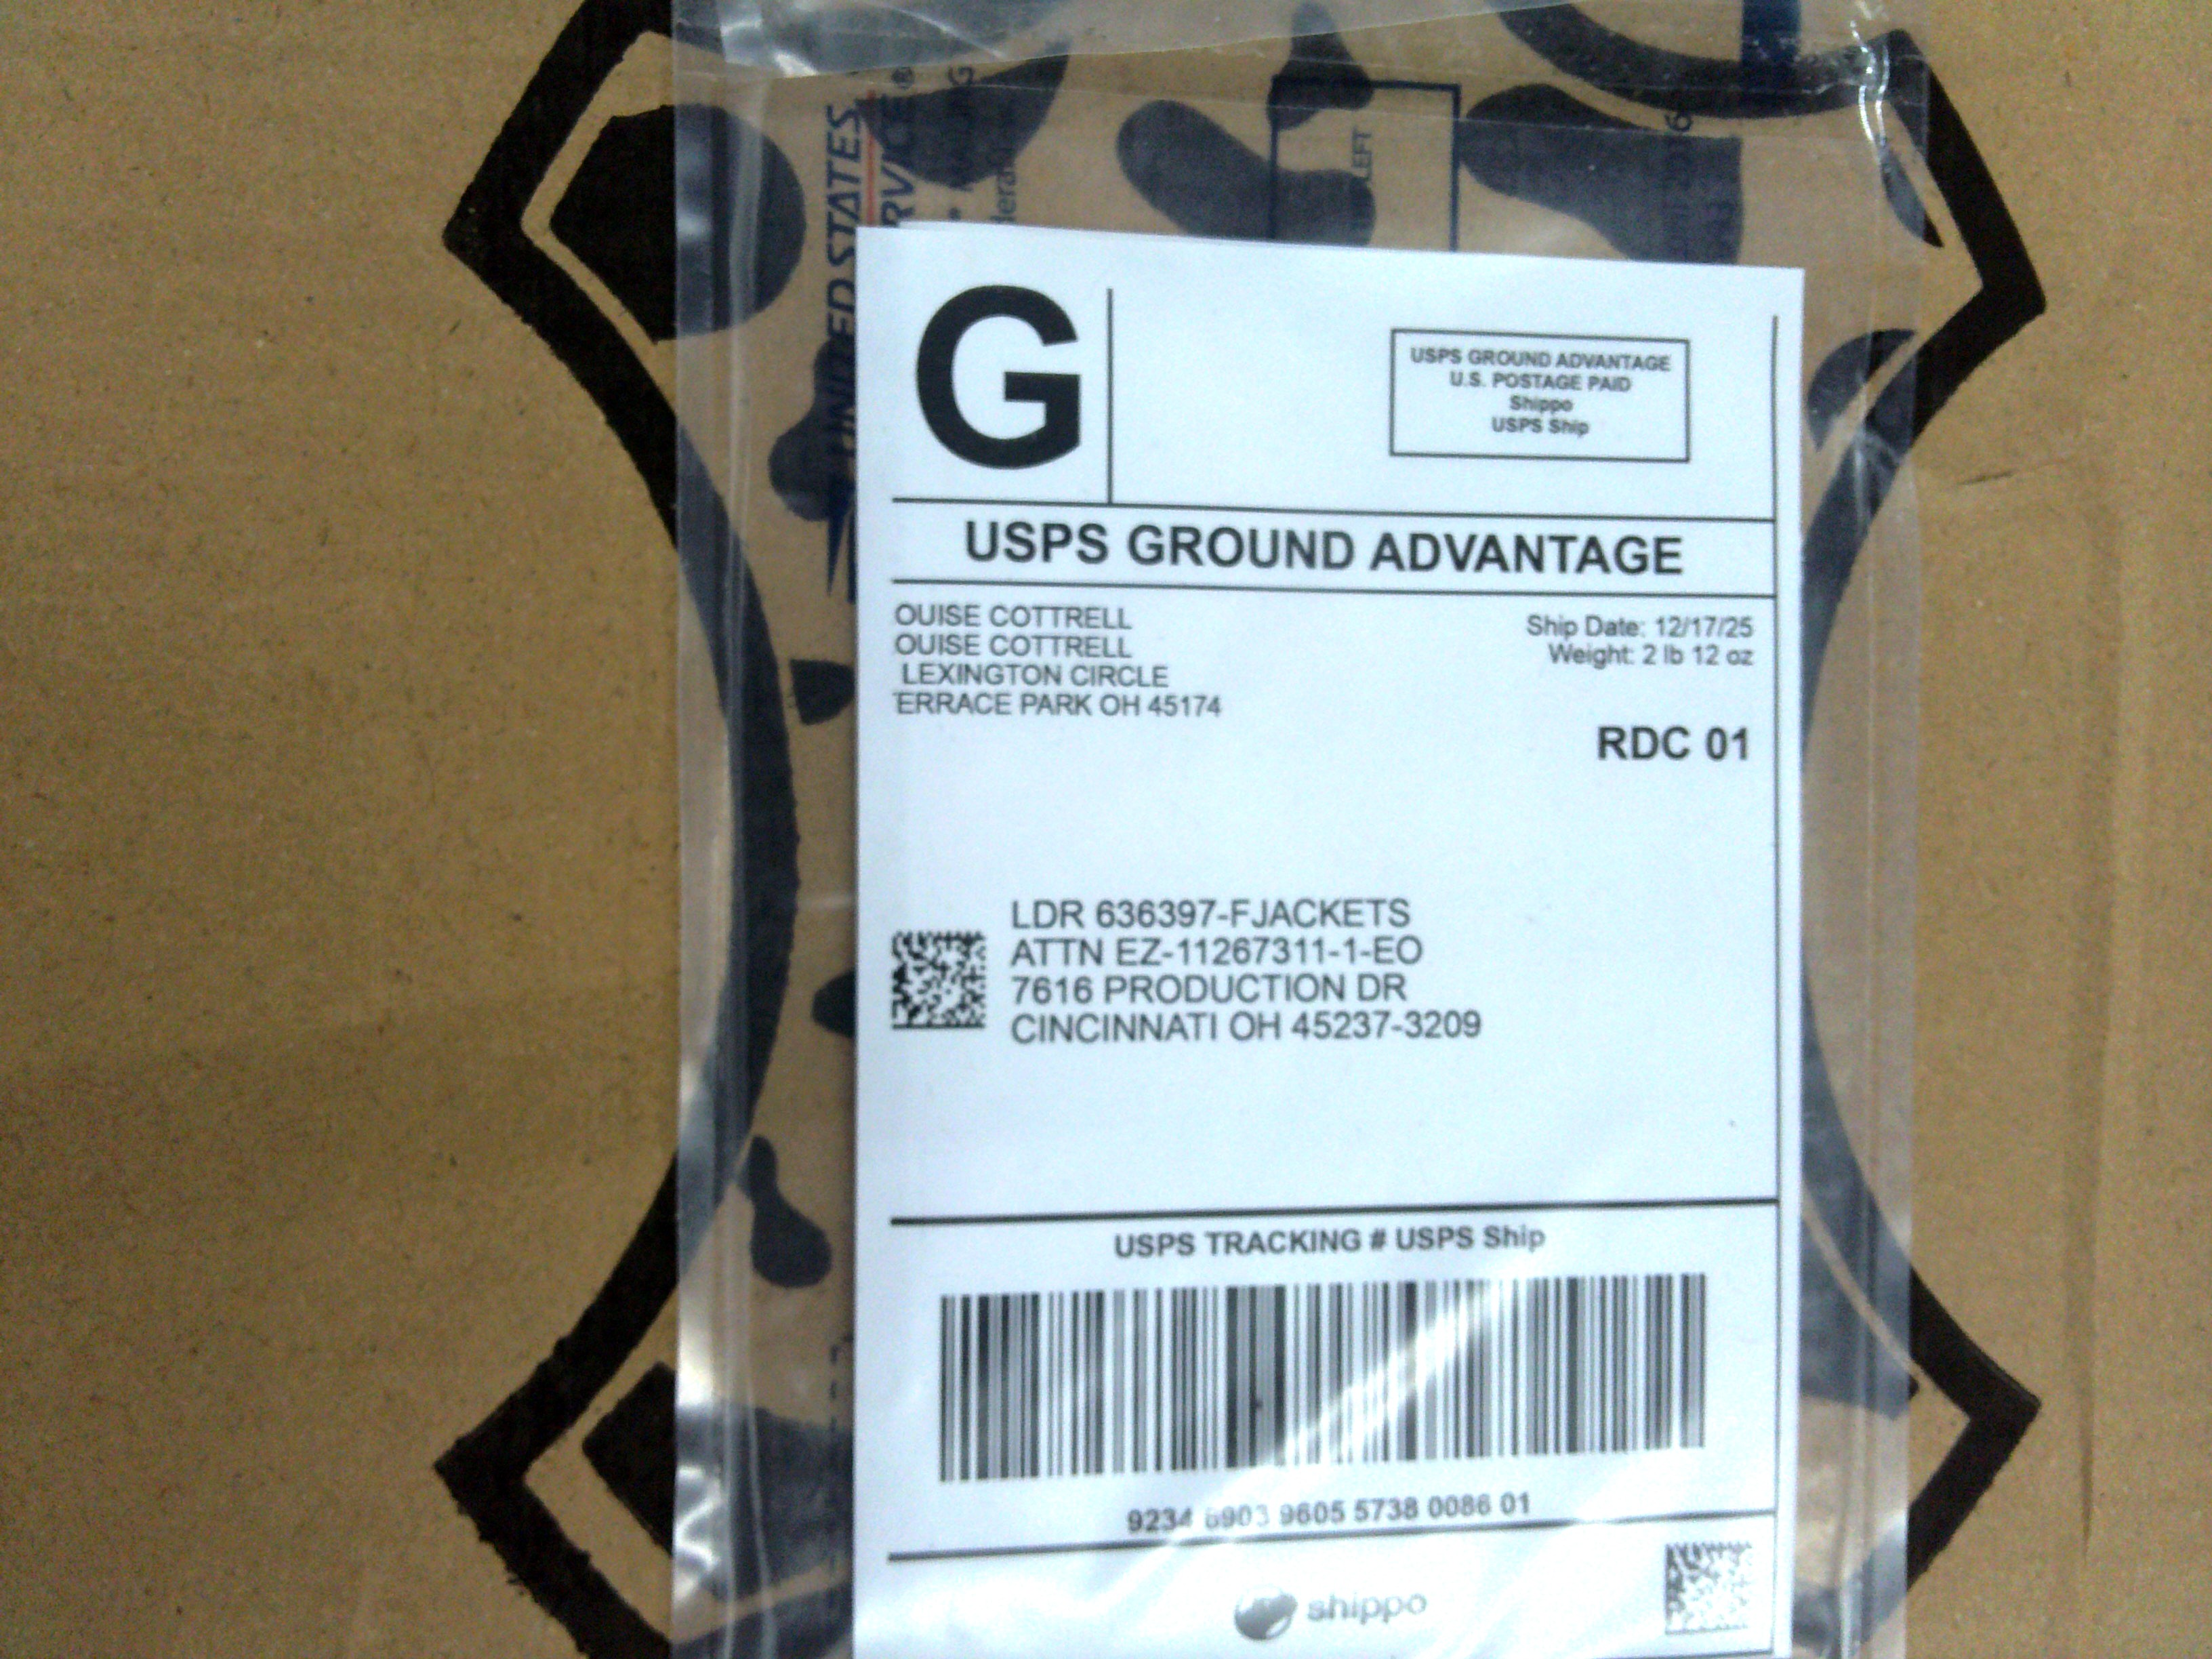 UNITED STATES
G
USPS GROUND ADVANTAGE
U.S. POSTAGE PAID
Shippo
USPS Ship
USPS GROUND ADVANTAGE
OUISE COTTRELL
OUISE COTTRELL
LEXINGTON CIRCLE
ERRACE PARK OH 45174
Ship Date: 12/17/25
Weight: 2 lb 12 oz
RDC 01
LDR 636397-FJACKETS
ATTN EZ-11267311-1-EO
7616 PRODUCTION DR
CINCINNATI OH 45237-3209
USPS TRACKING # USPS Ship
9234 6903 9605 5738 0086 01
shippo